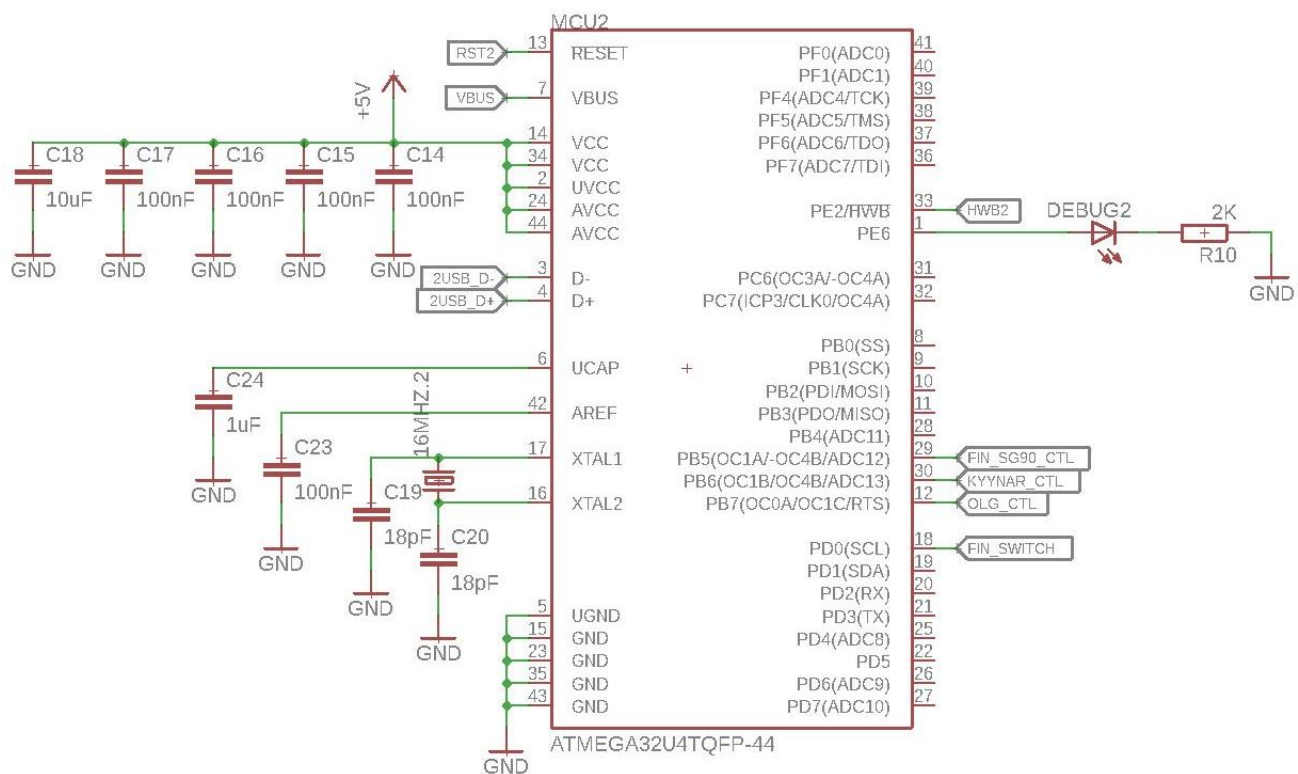 MCU2
RST2 13 RESET
VBUS 7 VBUS
+5V
14 VCC
34 VCC
2 UVCC
24 AVCC
44 AVCC
C18 C17 C16 C15 C14
10uF 100nF 100nF 100nF 100nF
GND GND GND GND GND
2USB_D- 3 D-
2USB_D+ 4 D+
6 UCAP
C24
1uF
GND
42 AREF
C23
100nF
GND
16MHZ.2
17 XTAL1
16 XTAL2
C19
18pF
GND
C20
18pF
GND
5 UGND
15 GND
23 GND
35 GND
43 GND
GND
PF0(ADC0) 41
PF1(ADC1) 40
PF4(ADC4/TCK) 39
PF5(ADC5/TMS) 38
PF6(ADC6/TDO) 37
PF7(ADC7/TDI) 36
PE2/HWB 33 HWB2
PE6 1
DEBUG2
2K
R10
GND
PC6(OC3A/-OC4A) 31
PC7(ICP3/CLK0/OC4A) 32
PB0(SS) 8
PB1(SCK) 9
PB2(PDI/MOSI) 10
PB3(PDO/MISO) 11
PB4(ADC11) 28
PB5(OC1A/-OC4B/ADC12) 29 FIN_SG90_CTL
PB6(OC1B/OC4B/ADC13) 30 KYYNAR_CTL
PB7(OC0A/OC1C/RTS) 12 OLG_CTL
PD0(SCL) 18 FIN_SWITCH
PD1(SDA) 19
PD2(RX) 20
PD3(TX) 21
PD4(ADC8) 25
PD5 22
PD6(ADC9) 26
PD7(ADC10) 27
ATMEGA32U4TQFP-44